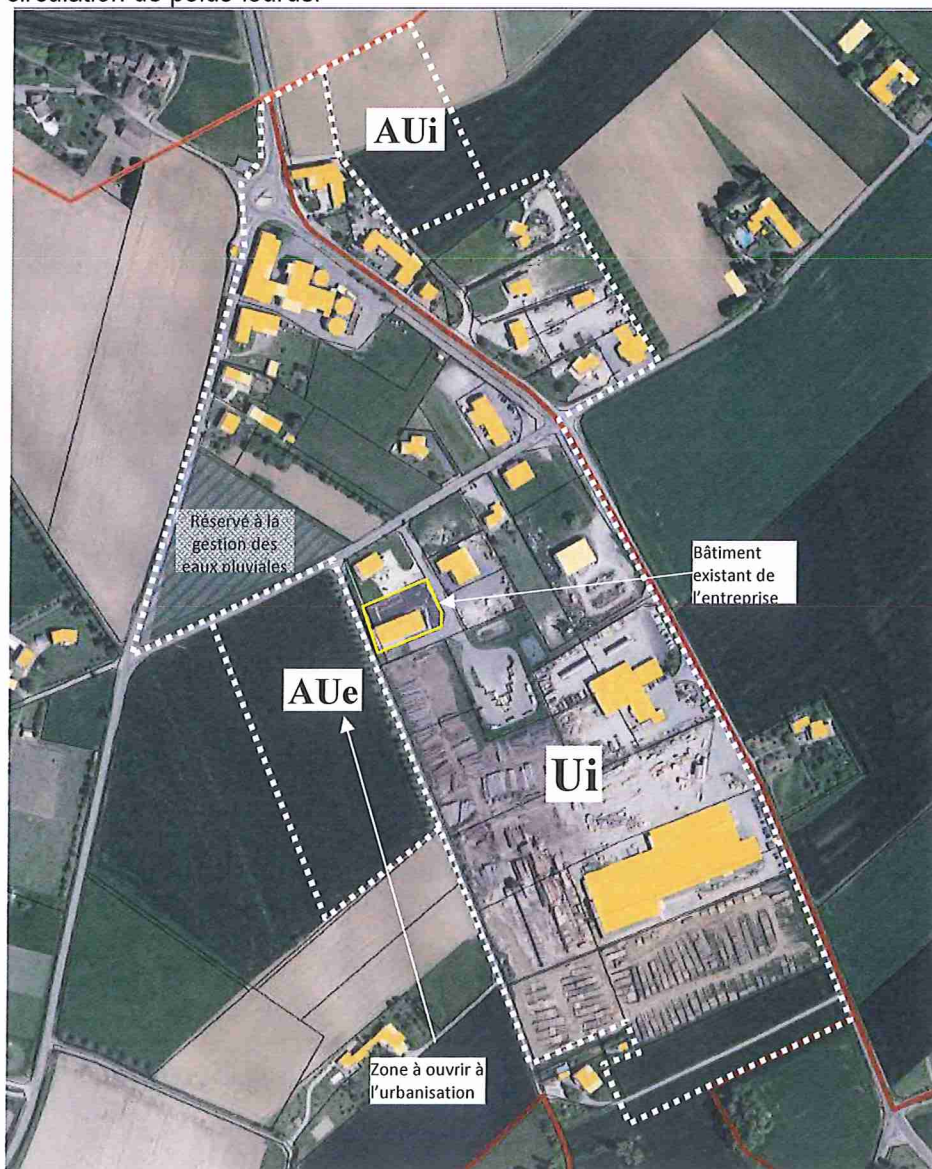 circulation de poids lourds.
AUi
Réservé à la
gestion des
eaux pluviales
Bâtiment
existant de
l'entreprise
AUe
Ui
Zone à ouvrir à
l'urbanisation